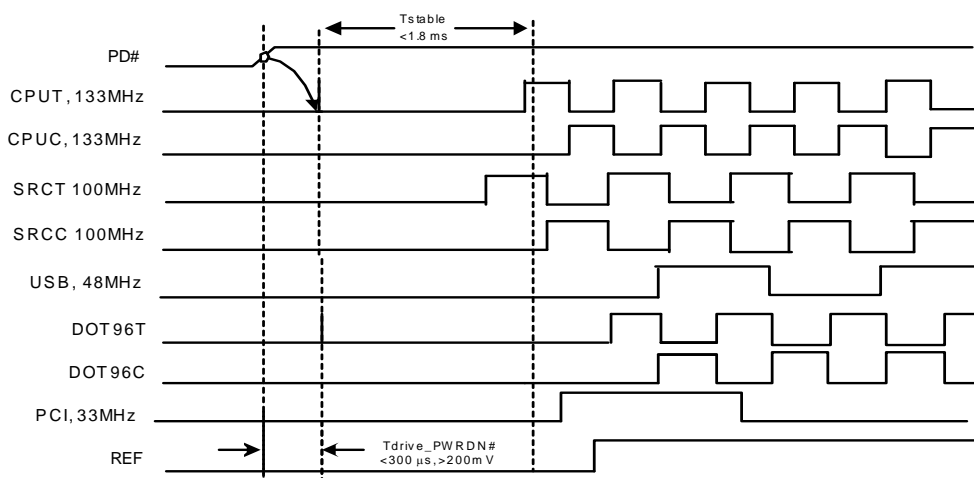 Tstable
<1.8 ms
PD#
CPUT, 133MHz
CPUC, 133MHz
SRCT 100MHz
SRCC 100MHz
USB, 48MHz
DOT96T
DOT96C
PCI, 33MHz
Tdrive_PWRDN#
<300 µs, >200mV
REF